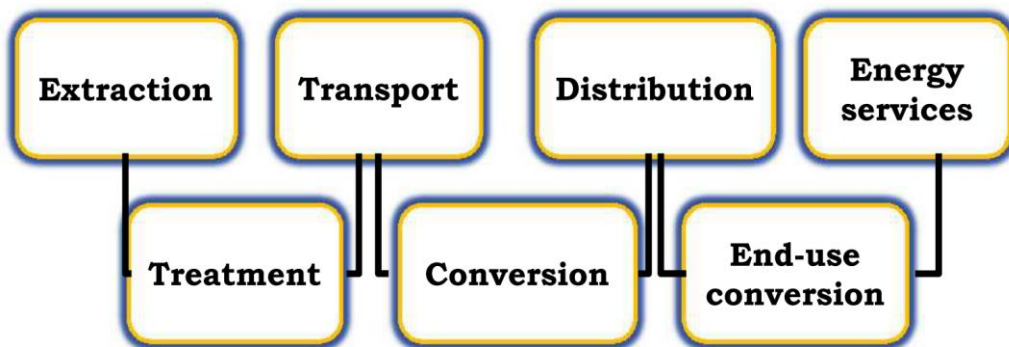 Extraction
Transport
Distribution
Energy
services
Treatment
Conversion
End-use
conversion